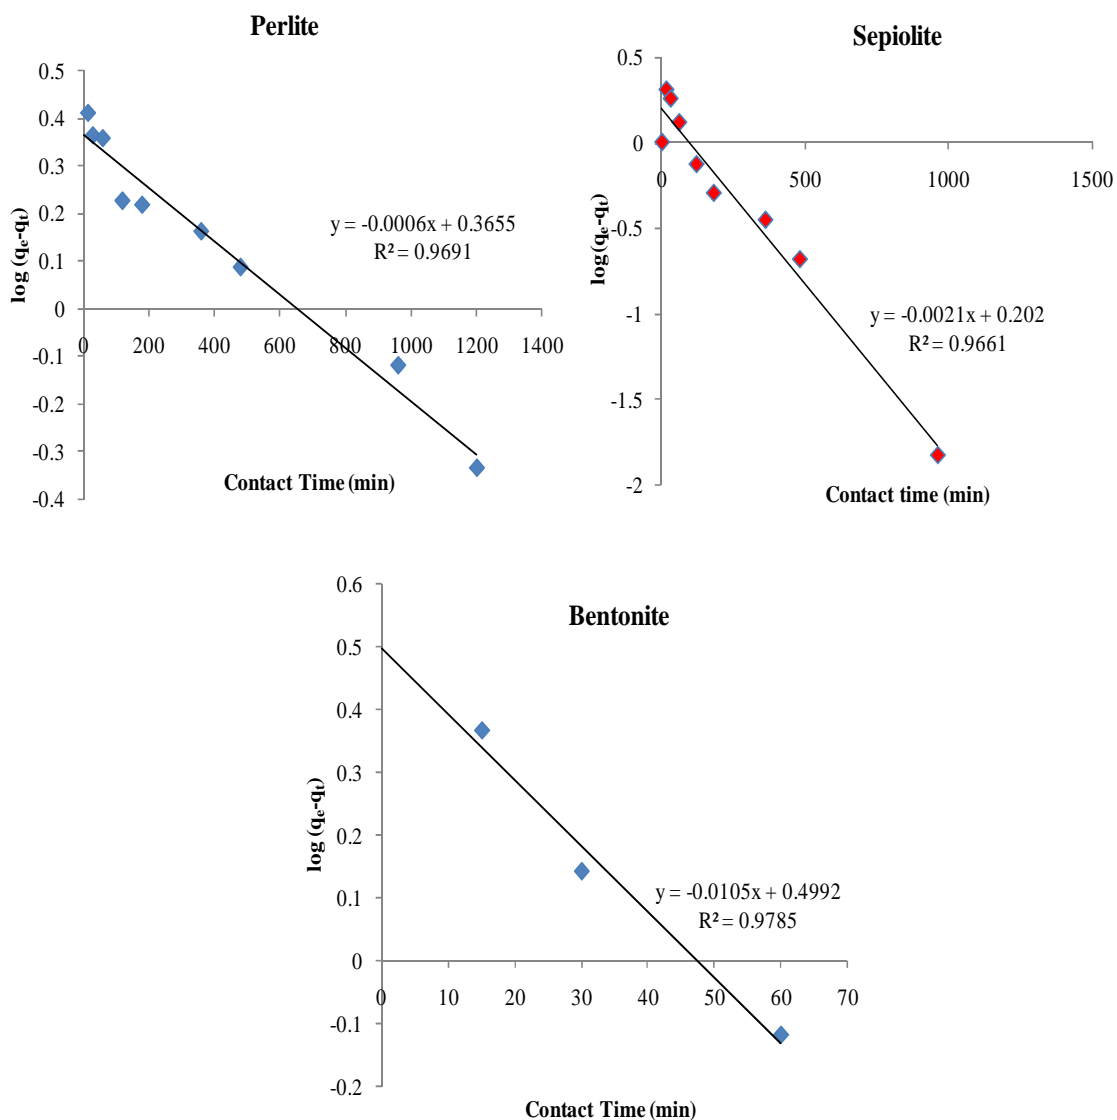 Perlite
0.5
0.4
0.3
0.2
0.1
0
-0.1
-0.2
-0.3
-0.4
0 200 400 600 800 1000 1200 1400
log (qe-qt)
y = -0.0006x + 0.3655
R² = 0.9691
Contact Time (min)
Sepiolite
0.5
0
-0.5
-1
-1.5
-2
0 500 1000 1500
log (qe-qt)
y = -0.0021x + 0.202
R² = 0.9661
Contact time (min)
Bentonite
0.6
0.5
0.4
0.3
0.2
0.1
0
-0.1
-0.2
0 10 20 30 40 50 60 70
log (qe-qt)
y = -0.0105x + 0.4992
R² = 0.9785
Contact Time (min)